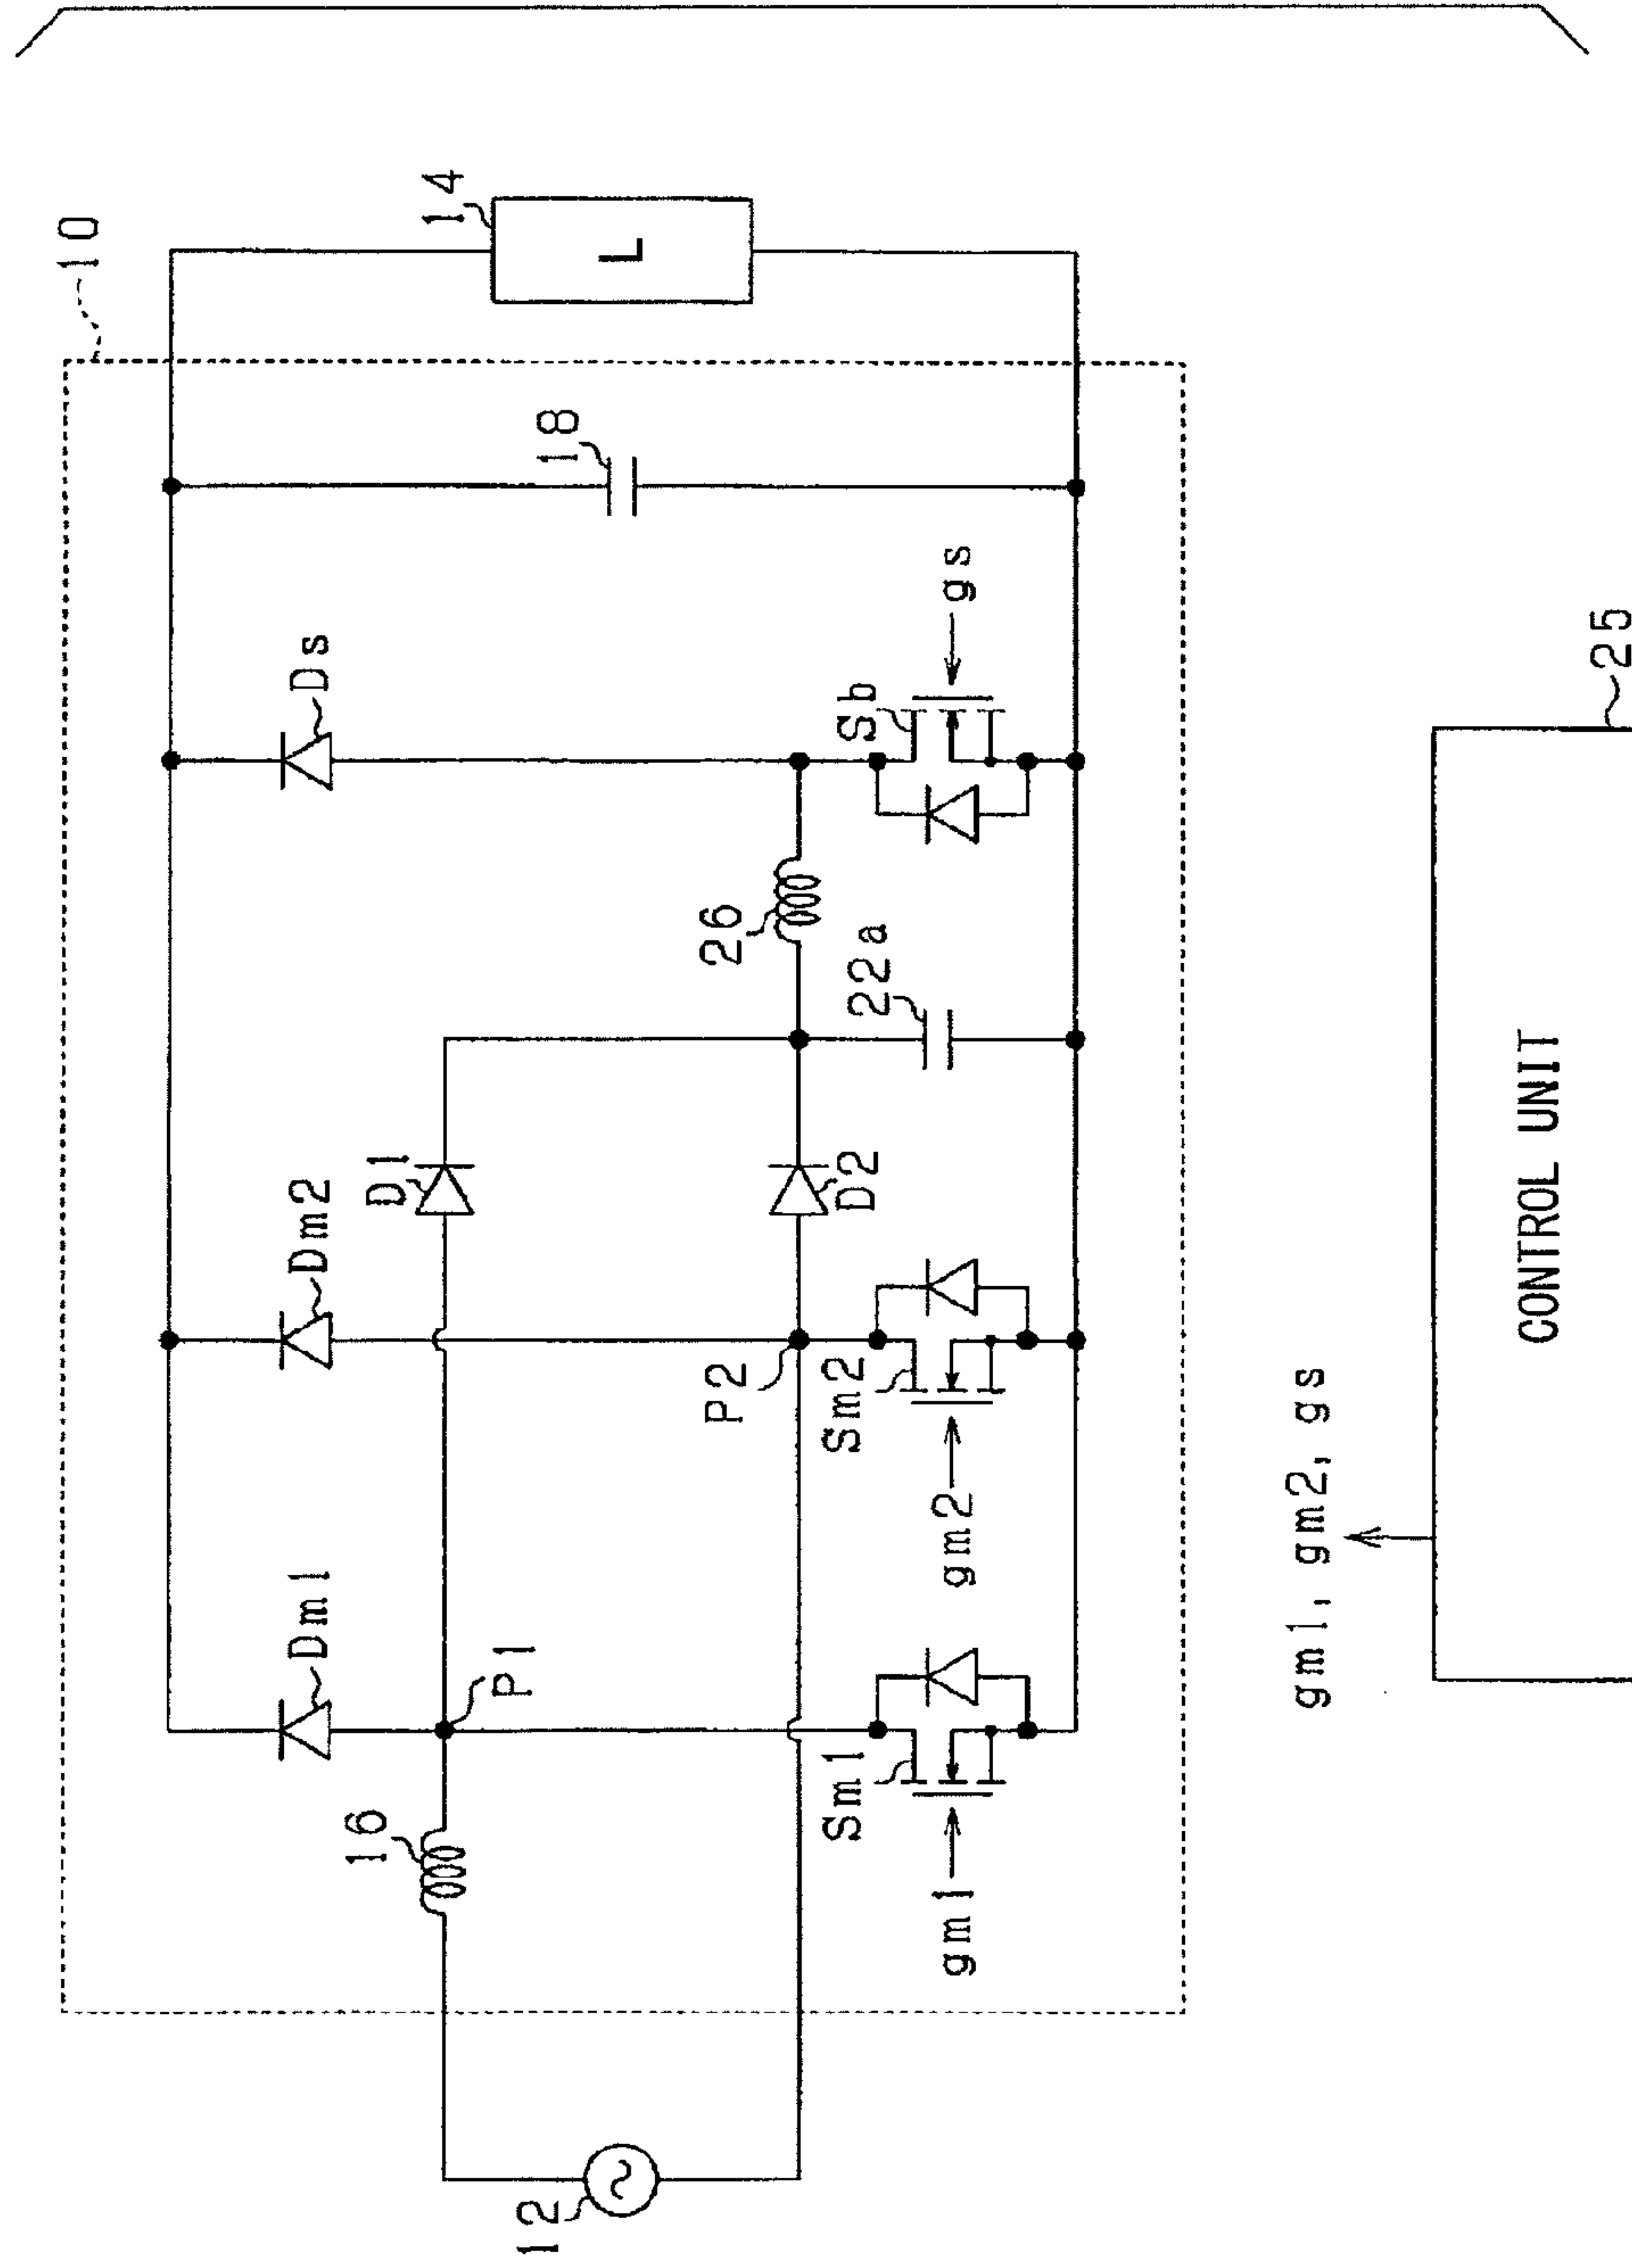 10
14
L
18
Ds
Sb
gs
26
22a
D1
D2
Dm2
P2
Sm2
gm2
Dm1
P1
Sm1
gm1
16
12
gm1, gm2, gs
CONTROL UNIT
25